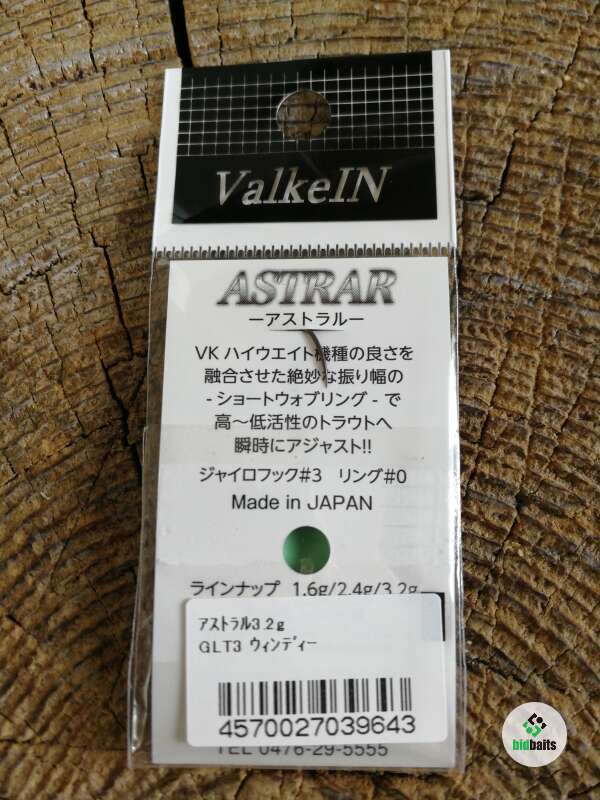 ValkeIN
ASTRAR
ーアストラルー
VK ハイウエイト機種の良さを
融合させた絶妙な振り幅の
- ショートウォブリング - で
高〜低活性のトラウトへ
瞬時にアジャスト!!
ジャイロフック#3 リング#0
Made in JAPAN
ラインナップ 1.6g/2.4g/3.2g
ｱｽﾄﾗﾙ3.2g
GLT3 ｳｨﾝﾃﾞｨｰ
4570027039643
TEL 0476-29-5555
bidbaits